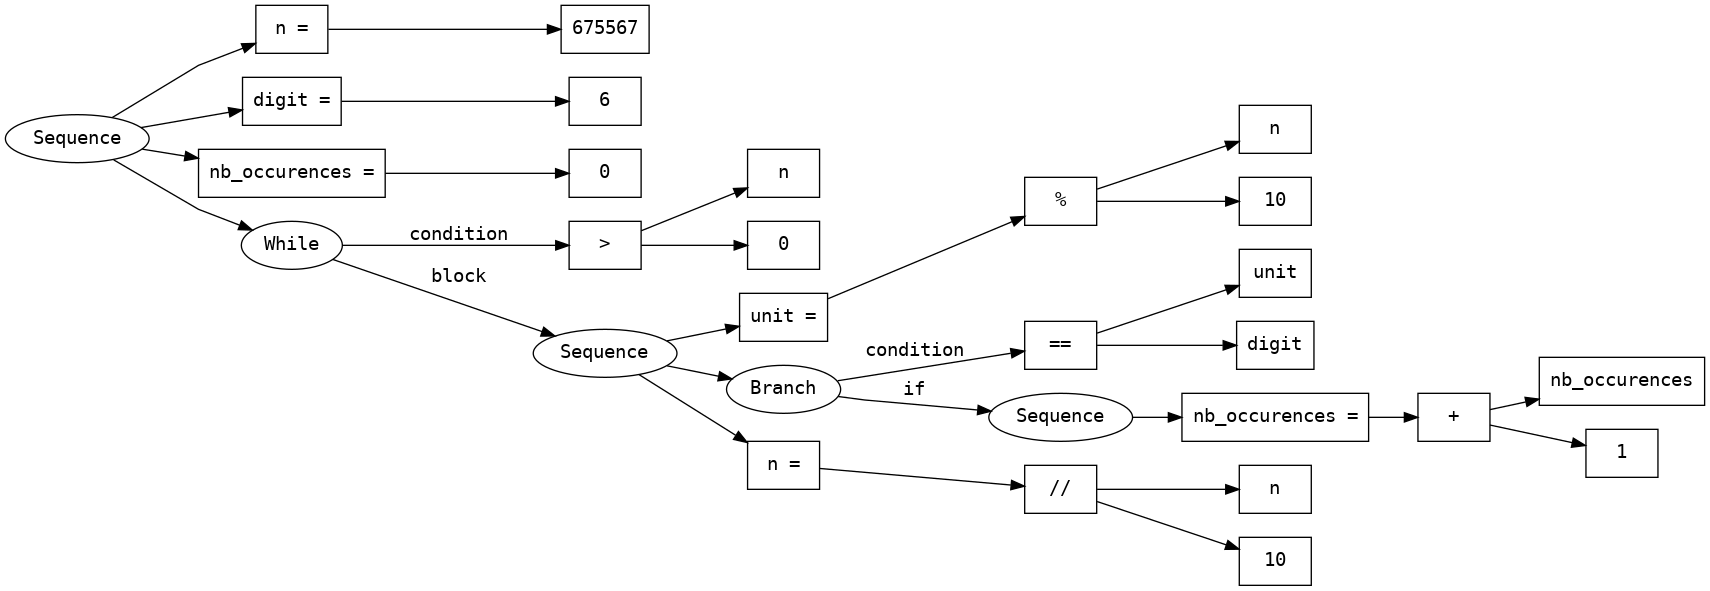 n =
675567
digit =
6
Sequence
nb_occurences =
0
n
While
condition
>
0
block
unit =
%
n
10
Sequence
Branch
condition
==
unit
digit
if
Sequence
nb_occurences =
+
nb_occurences
1
n =
//
n
10